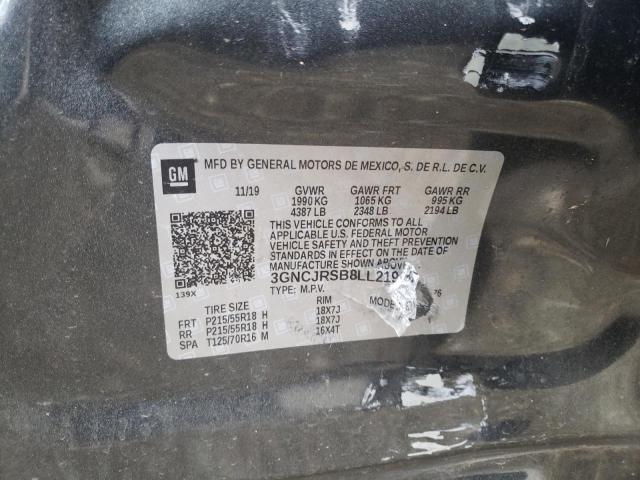 GM MFD BY GENERAL MOTORS DE MEXICO, S. DE R.L. DE C.V.
11/19 GVWR GAWR FRT GAWR RR
1990 KG 1065 KG 995 KG
4387 LB 2348 LB 2194 LB
THIS VEHICLE CONFORMS TO ALL
APPLICABLE U.S. FEDERAL MOTOR
VEHICLE SAFETY AND THEFT PREVENTION
STANDARDS IN EFFECT ON THE DATE OF
MANUFACTURE SHOWN ABOVE.
139X 3GNCJRSB8LL219
TYPE: M.P.V. MODEL 76
TIRE SIZE RIM
FRT P215/55R18 H 18X7J
RR P215/55R18 H 18X7J
SPA T125/70R16 M 16X4T